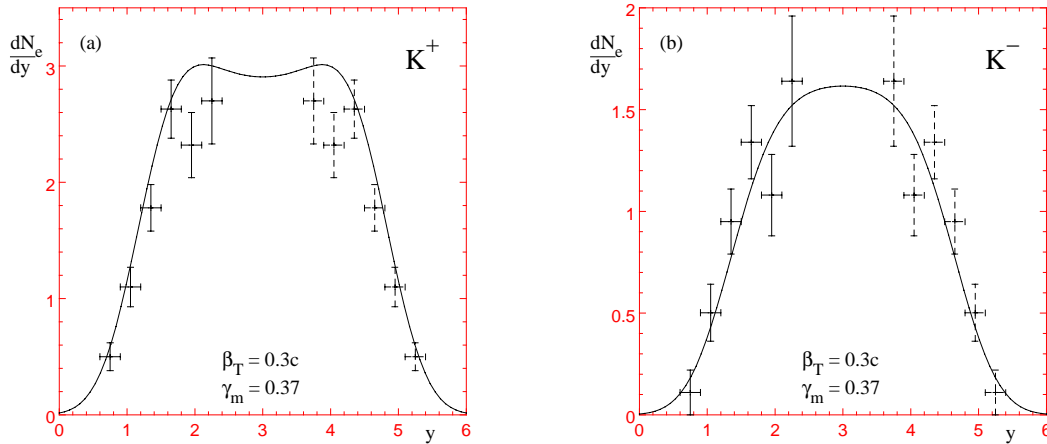 (a)
dN_e
dy
K^+
3
2
1
0
β_T = 0.3c
γ_m = 0.37
0 1 2 3 4 5 6
y
2
(b)
dN_e
dy
K^−
1.5
1
0.5
0
β_T = 0.3c
γ_m = 0.37
0 1 2 3 4 5 6
y